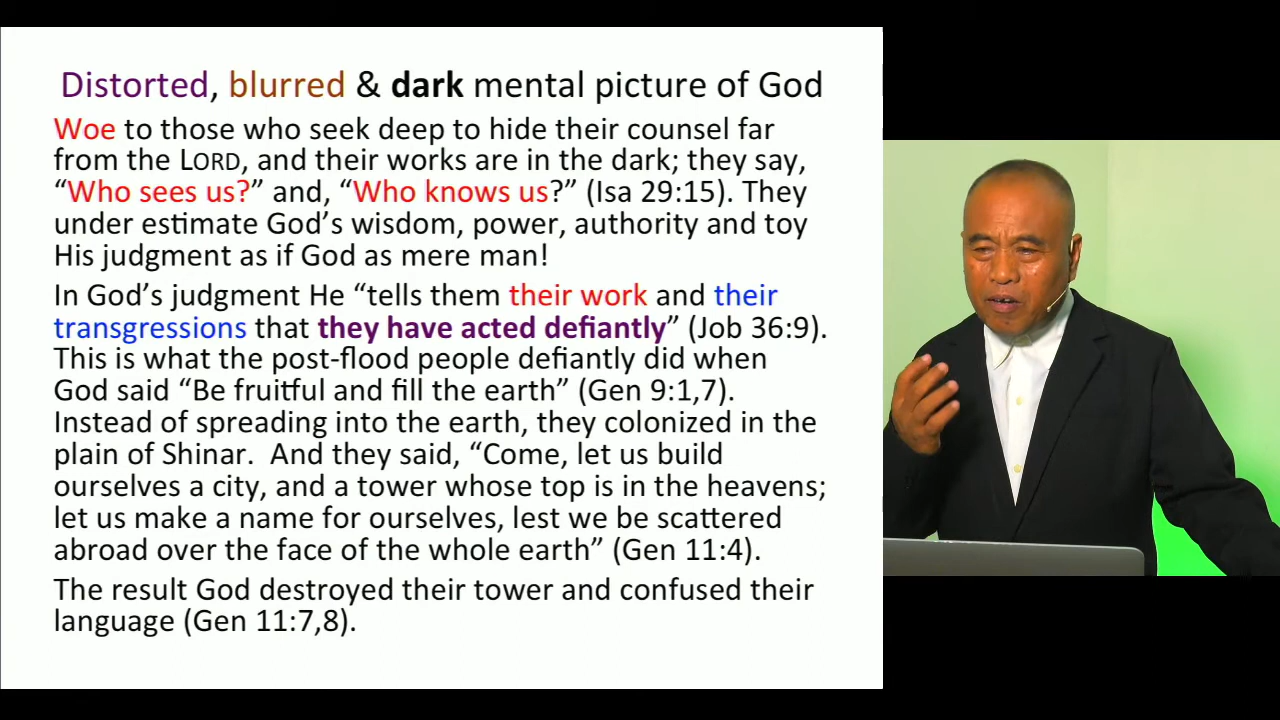 Distorted, blurred & dark mental picture of God
Woe to those who seek deep to hide their counsel far
from the LORD, and their works are in the dark; they say,
“Who sees us?” and, “Who knows us?” (Isa 29:15). They
under estimate God’s wisdom, power, authority and toy
His judgment as if God as mere man!
In God’s judgment He “tells them their work and their
transgressions that they have acted defiantly” (Job 36:9).
This is what the post-flood people defiantly did when
God said “Be fruitful and fill the earth” (Gen 9:1,7).
Instead of spreading into the earth, they colonized in the
plain of Shinar.  And they said, “Come, let us build
ourselves a city, and a tower whose top is in the heavens;
let us make a name for ourselves, lest we be scattered
abroad over the face of the whole earth” (Gen 11:4).
The result God destroyed their tower and confused their
language (Gen 11:7,8).